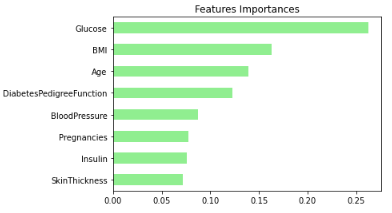 Features Importances
Glucose
BMI
Age
DiabetesPedigreeFunction
BloodPressure
Pregnancies
Insulin
SkinThickness
0.00 0.05 0.10 0.15 0.20 0.25